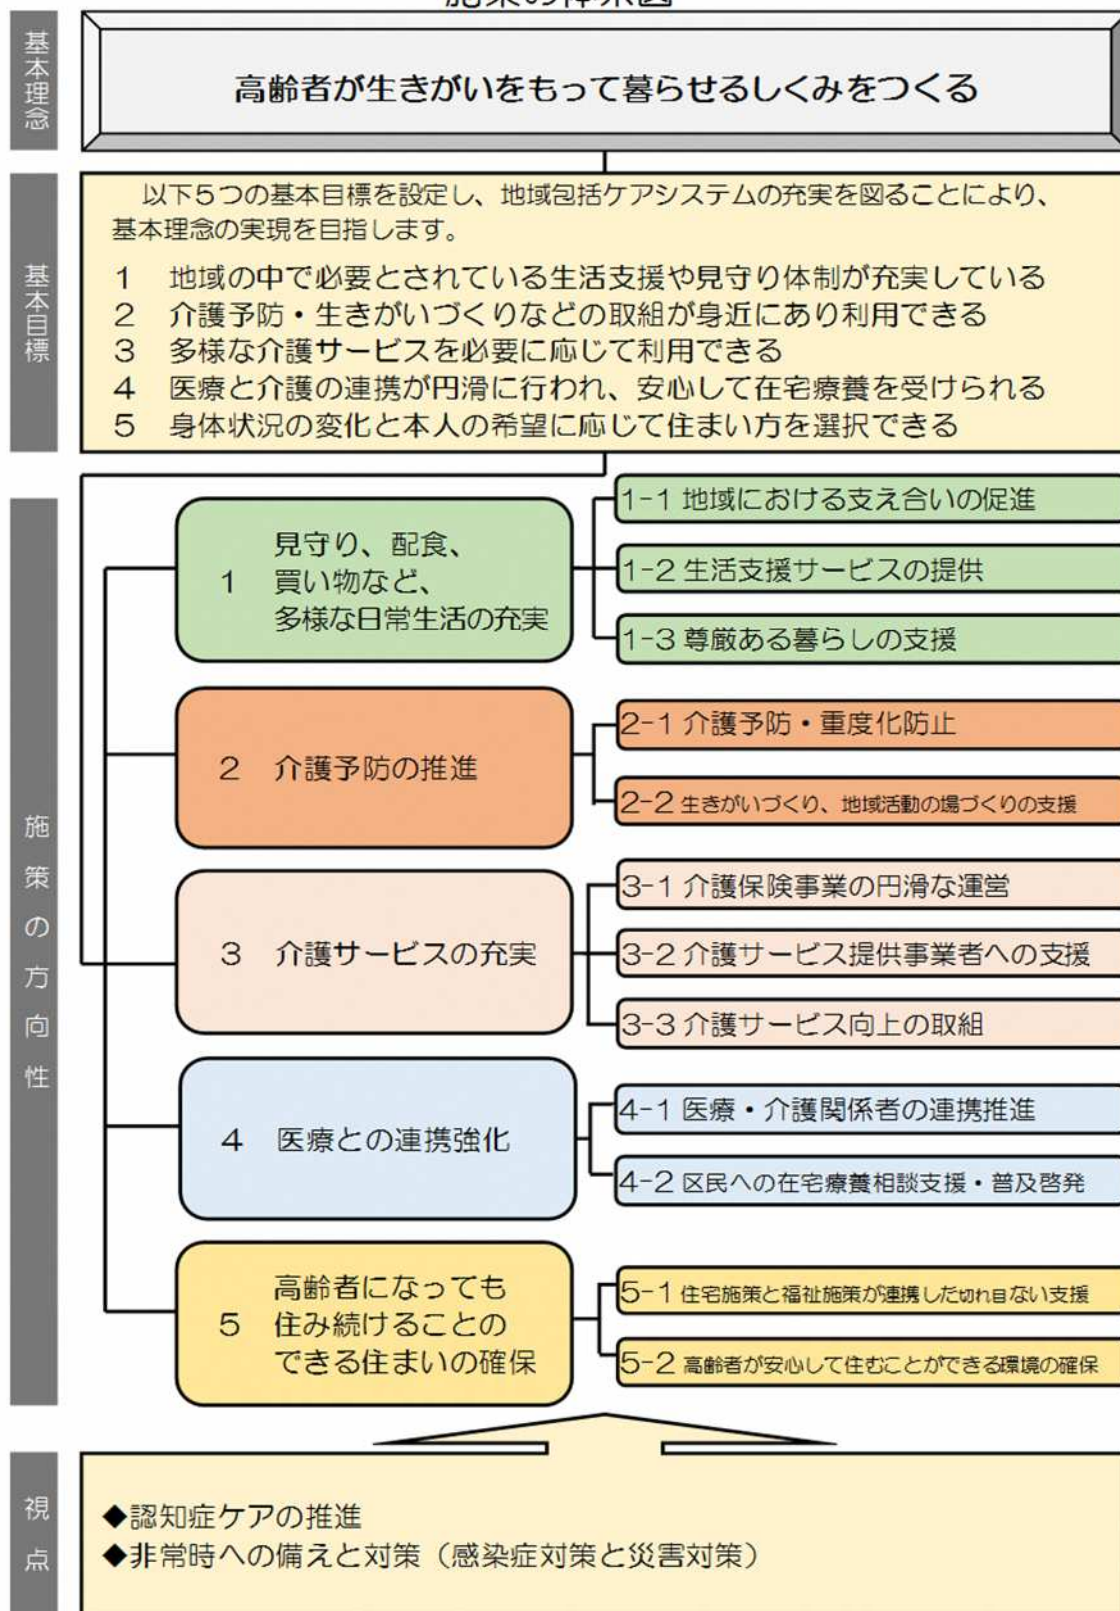 施策の体系図
基本理念
高齢者が生きがいをもって暮らせるしくみをつくる
基本目標
以下5つの基本目標を設定し、地域包括ケアシステムの充実を図ることにより、
基本理念の実現を目指します。
1 地域の中で必要とされている生活支援や見守り体制が充実している
2 介護予防・生きがいづくりなどの取組が身近にあり利用できる
3 多様な介護サービスを必要に応じて利用できる
4 医療と介護の連携が円滑に行われ、安心して在宅療養を受けられる
5 身体状況の変化と本人の希望に応じて住まい方を選択できる
施策の方向性
1
見守り、配食、
買い物など、
多様な日常生活の充実
1-1 地域における支え合いの促進
1-2 生活支援サービスの提供
1-3 尊厳ある暮らしの支援
2 介護予防の推進
2-1 介護予防・重度化防止
2-2 生きがいづくり、地域活動の場づくりの支援
3 介護サービスの充実
3-1 介護保険事業の円滑な運営
3-2 介護サービス提供事業者への支援
3-3 介護サービス向上の取組
4 医療との連携強化
4-1 医療・介護関係者の連携推進
4-2 区民への在宅療養相談支援・普及啓発
5
高齢者になっても
住み続けることの
できる住まいの確保
5-1 住宅施策と福祉施策が連携した切れ目ない支援
5-2 高齢者が安心して住むことができる環境の確保
視点
◆認知症ケアの推進
◆非常時への備えと対策（感染症対策と災害対策）